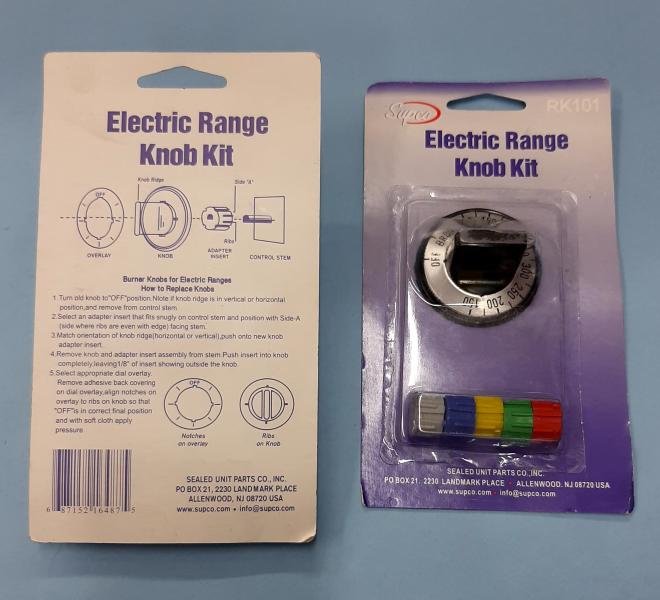 Electric Range
Knob Kit
Knob Ridge
Side "A"
OFF
Ribs
OVERLAY
KNOB
ADAPTER
INSERT
CONTROL STEM
Burner Knobs for Electric Ranges
How to Replace Knobs
1.Turn old knob to"OFF"position.Note if knob ridge is in vertical or horizontal
position,and remove from control stem.
2.Select an adapter insert that fits snugly on control stem and position with Side-A
(side where ribs are even with edge) facing stem.
3.Match orientation of knob ridge(horizontal or vertical),push onto new knob
adapter insert.
4.Remove knob and adapter insert assembly from stem.Push insert into knob
completely,leaving1/8" of insert showing outside the knob.
5.Select appropriate dial overlay.
Remove adhesive back covering
on dial overlay,align notches on
overlay to ribs on knob so that
"OFF"is in correct final position
and with soft cloth apply
pressure.
OFF
Notches
on overlay
Ribs
on Knob
6 87152 16487 5
SEALED UNIT PARTS CO., INC.
PO BOX 21, 2230 LANDMARK PLACE
ALLENWOOD, NJ 08720 USA
www.supco.com • info@supco.com
Supco
RK101
Electric Range
Knob Kit
OFF
300
250
200
150
SEALED UNIT PARTS CO.,INC.
PO BOX 21, 2230 LANDMARK PLACE • ALLENWOOD. NJ 08720 USA
www.supco.com • info@supco.com